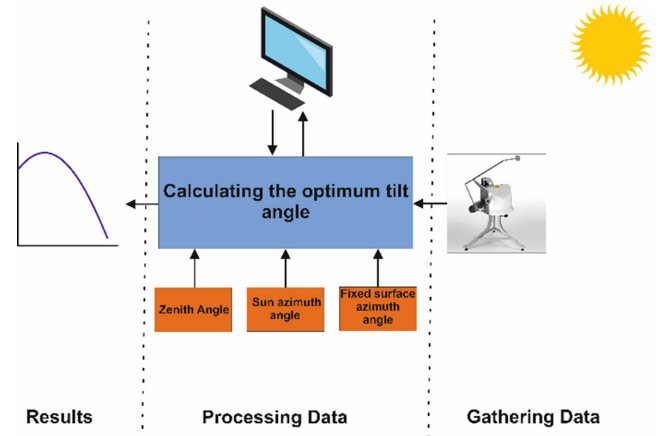 Calculating the optimum tilt
angle
Zenith Angle
Sun azimuth
angle
Fixed surface
azimuth
angle
Results
Processing Data
Gathering Data